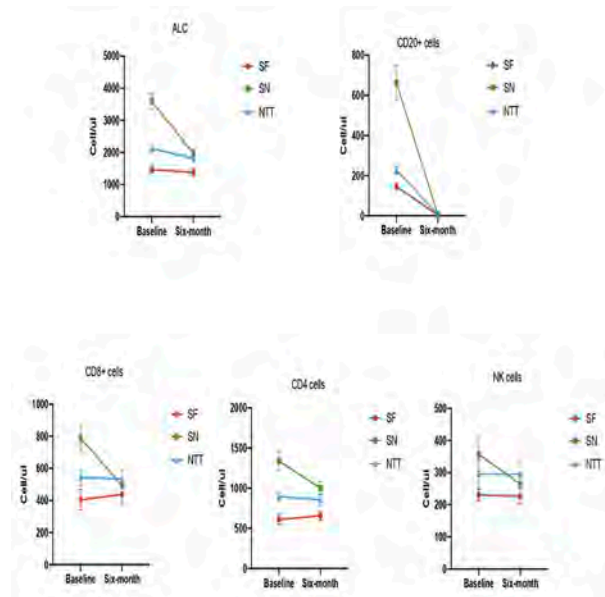 ALC
5000
4000
3000
2000
1000
0
Cell/ul
Baseline Six-month
SF
SN
NTT
CD20+ cells
800
600
400
200
0
Cell/ul
Baseline Six-month
SF
SN
NTT
CD8+ cells
1000
800
600
400
200
0
Cell/ul
Baseline Six-month
SF
SN
NTT
CD4 cells
2000
1500
1000
500
0
Cell/ul
Baseline Six-month
SF
SN
NTT
NK cells
500
400
300
200
100
0
Cell/ul
Baseline Six-month
SF
SN
NTT